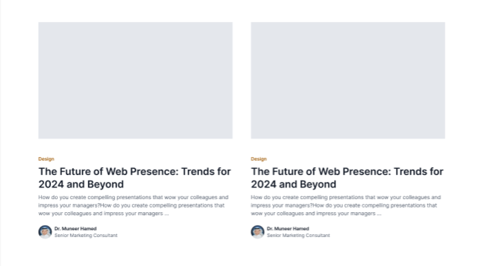 Design
The Future of Web Presence: Trends for
2024 and Beyond
How do you create compelling presentations that wow your colleagues and
impress your managers?How do you create compelling presentations that
wow your colleagues and impress your managers ...
Dr. Muneer Hamed
Senior Marketing Consultant
Design
The Future of Web Presence: Trends for
2024 and Beyond
How do you create compelling presentations that wow your colleagues and
impress your managers?How do you create compelling presentations that
wow your colleagues and impress your managers ...
Dr. Muneer Hamed
Senior Marketing Consultant